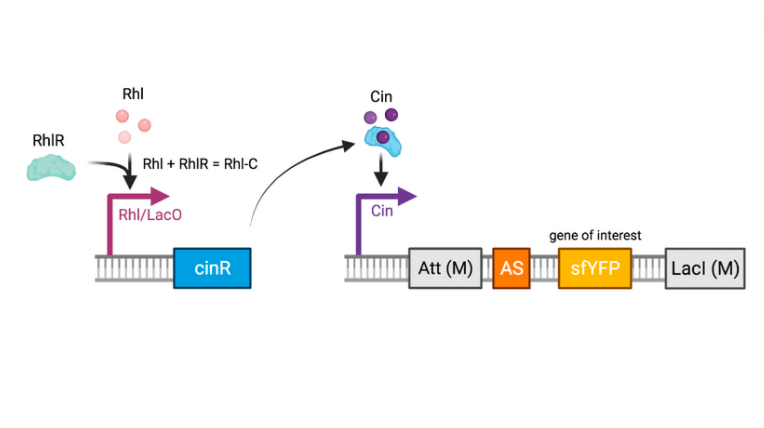 Rhl
RhlR
Rhl + RhlR = Rhl-C
Rhl/LacO
cinR
Cin
Cin
gene of interest
Att (M)
AS
sfYFP
LacI (M)